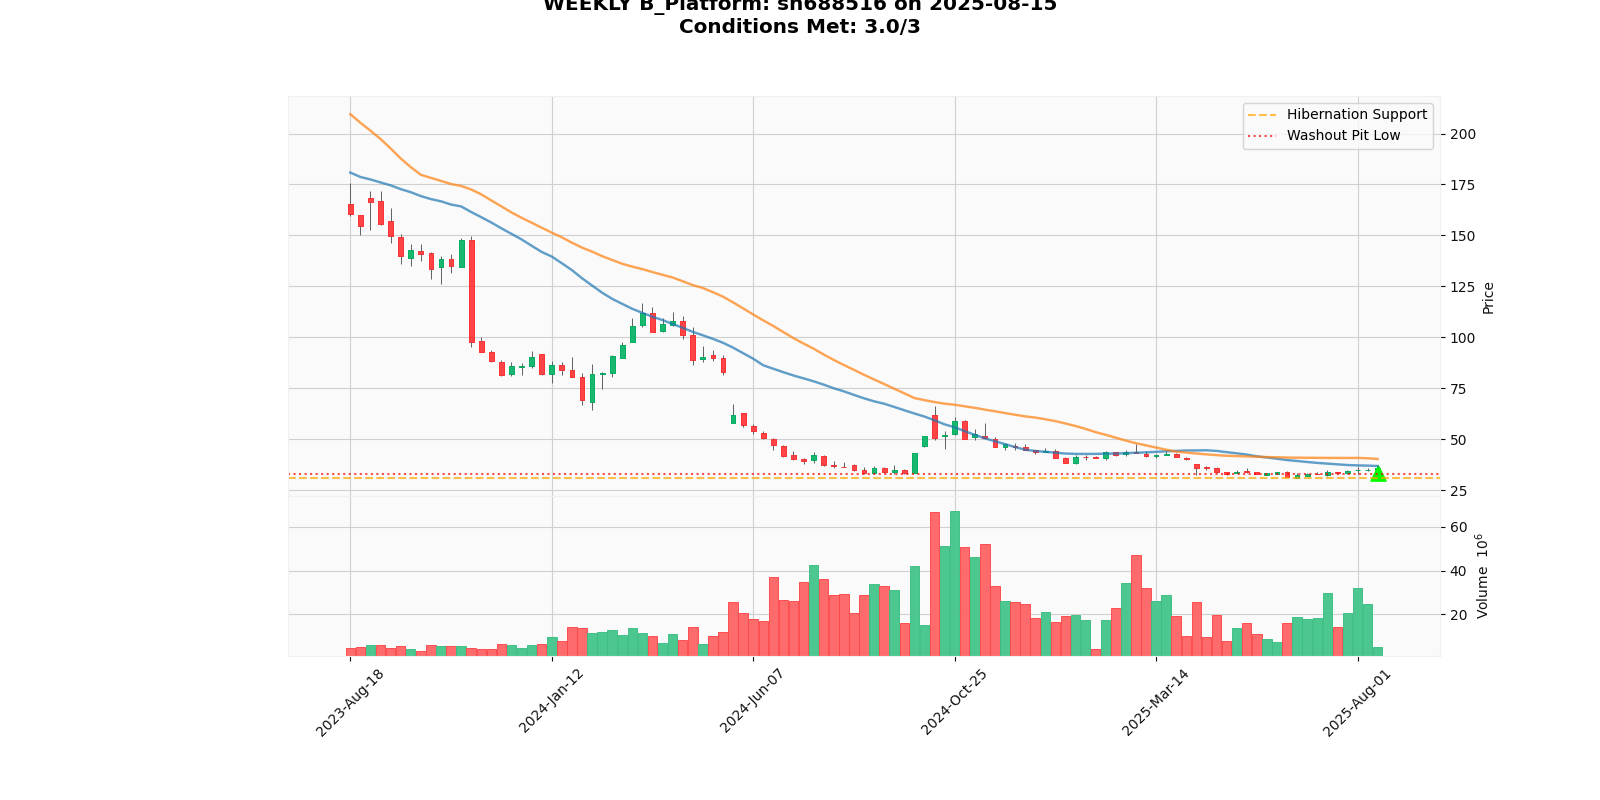 WEEKLY B_Platform: sh688516 on 2025-08-15
Conditions Met: 3.0/3
Hibernation Support
Washout Pit Low
200
175
150
125
100
75
50
25
Price
60
40
20
Volume 10⁶
2023-Aug-18
2024-Jan-12
2024-Jun-07
2024-Oct-25
2025-Mar-14
2025-Aug-01